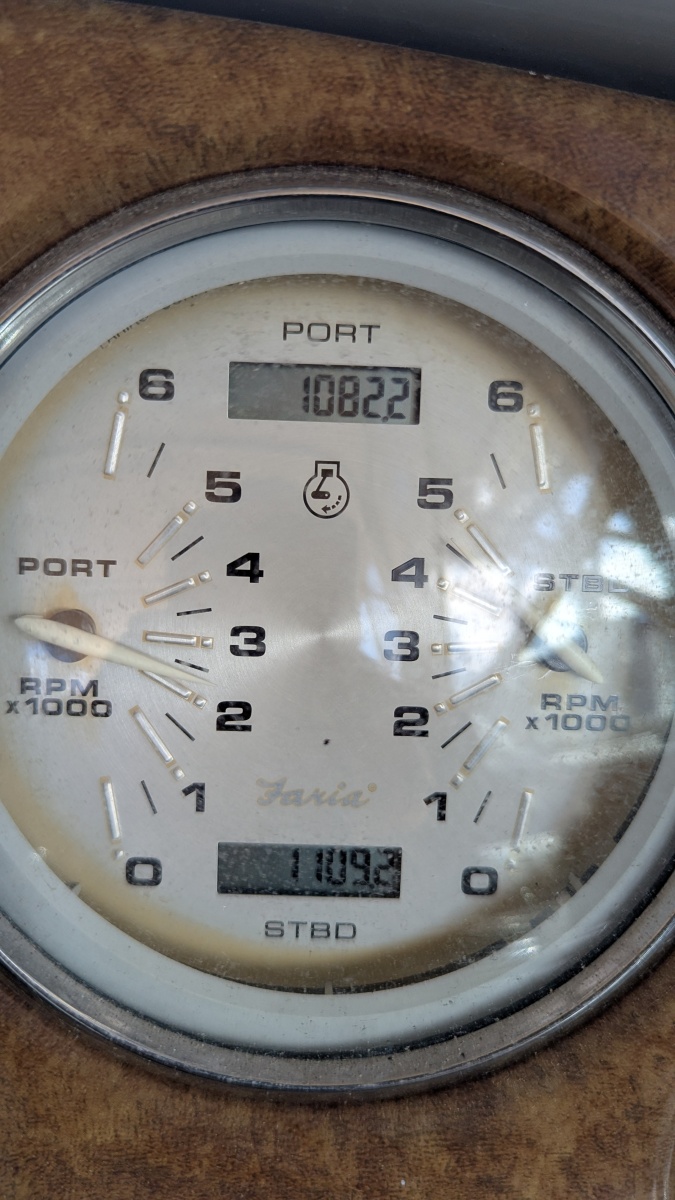 PORT
1082.2
6 6
5 5
PORT 4 4 STBD
3 3
RPM RPM
x1000 2 2 x1000
Faria
1 1
0 1109.2 0
STBD